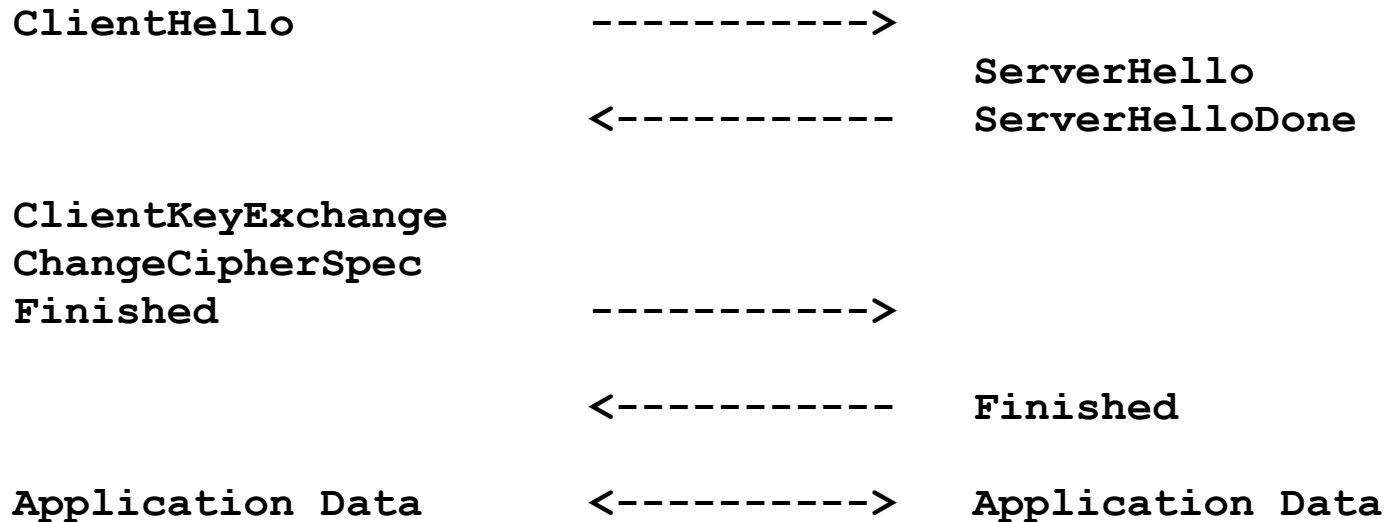 ClientHello ----------->
ServerHello
<----------- ServerHelloDone
ClientKeyExchange
ChangeCipherSpec
Finished ----------->
<----------- Finished
Application Data <----------> Application Data